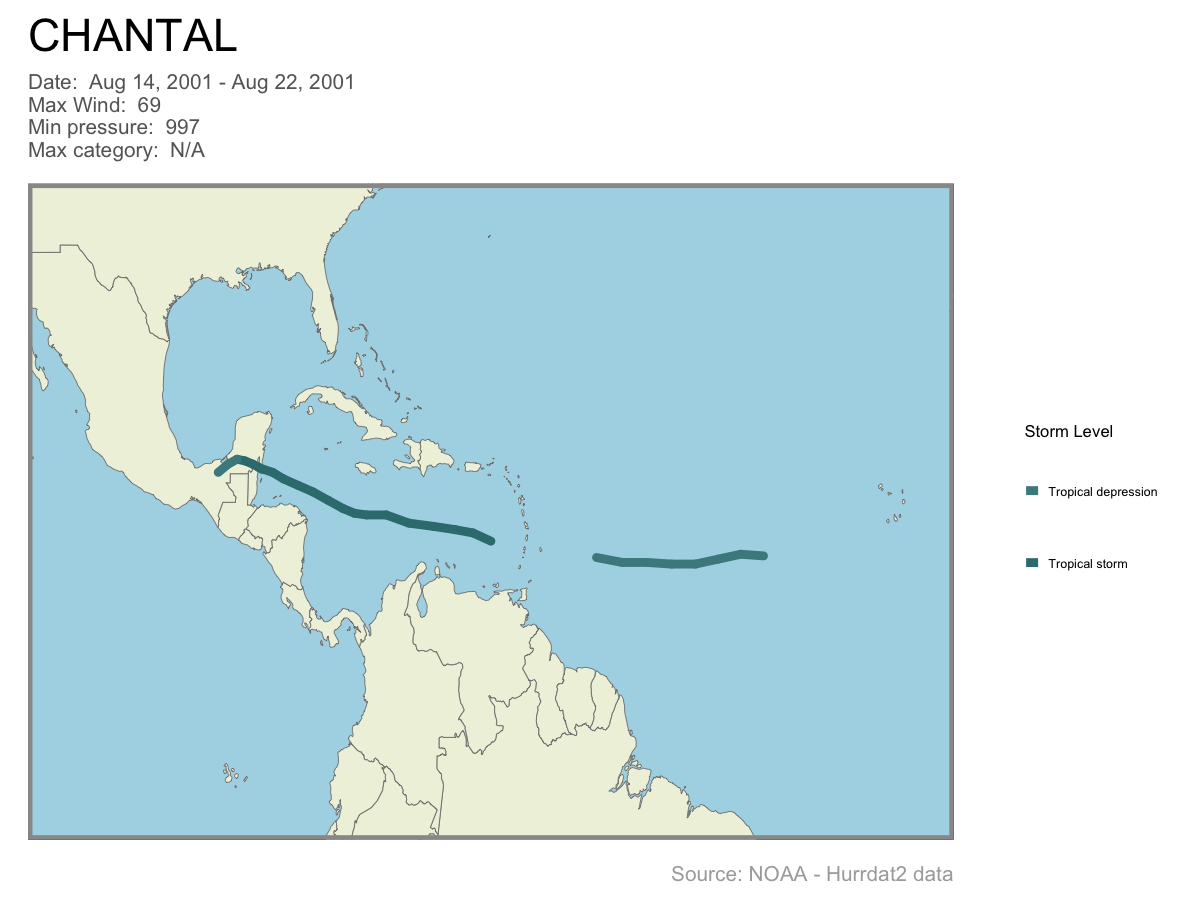 CHANTAL
Date:  Aug 14, 2001 - Aug 22, 2001
Max Wind:  69
Min pressure:  997
Max category:  N/A
Storm Level
Tropical depression
Tropical storm
Source: NOAA - Hurrdat2 data